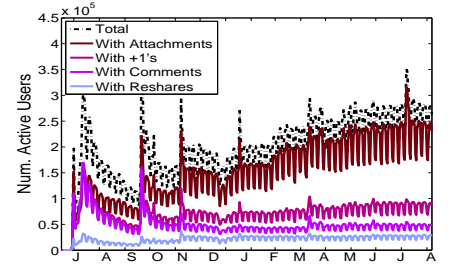 4.5 x 10^5
4
3.5
3
2.5
2
1.5
1
0.5
0
Num. Active Users
Total
With Attachments
With +1's
With Comments
With Reshares
J A S O N D J F M A M J J A